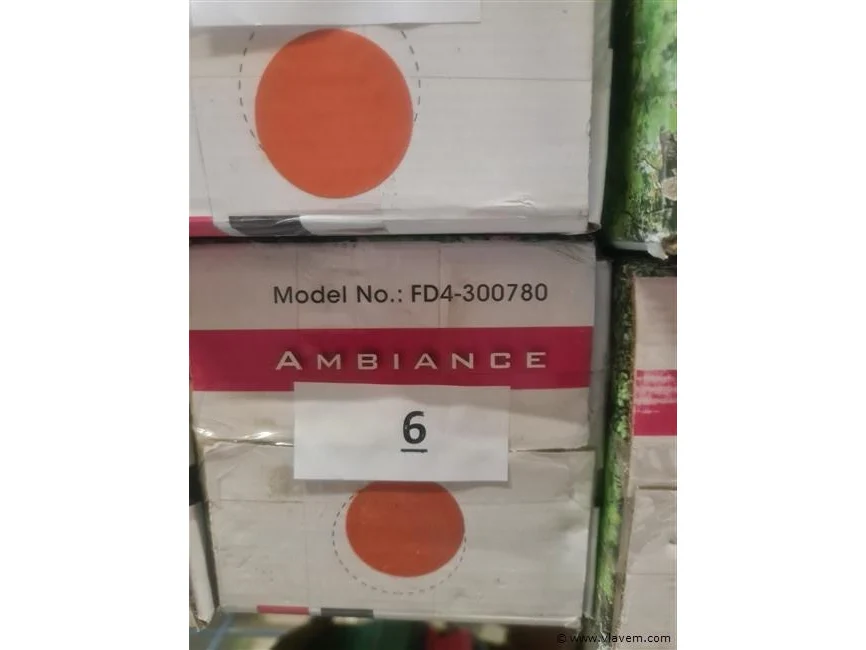 Model No.: FD4-300780
AMBIANCE
6
© www.vlavem.com